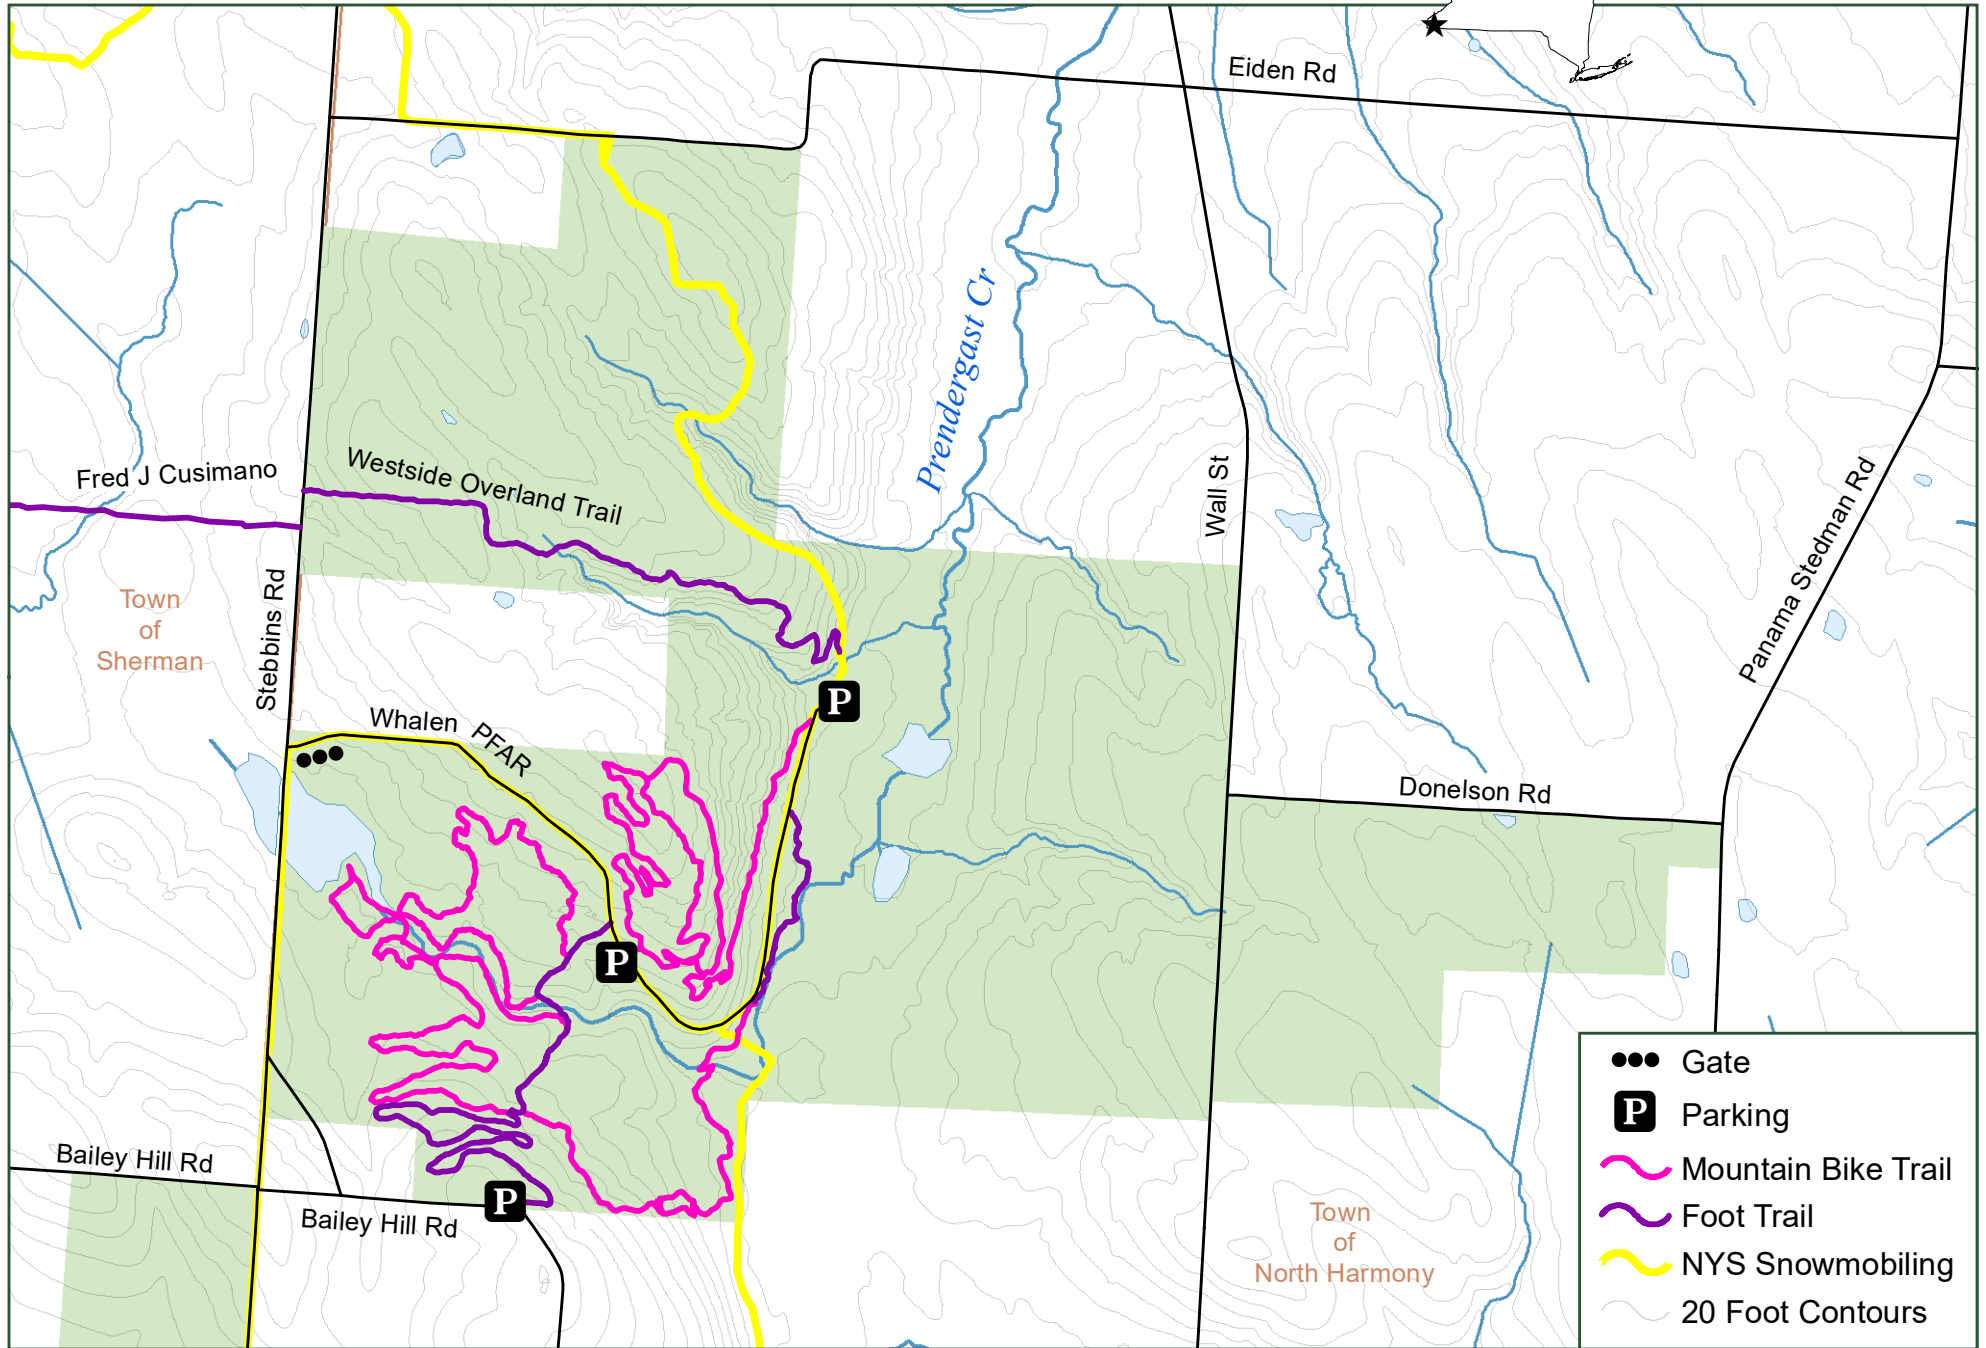 Eiden Rd
Prendergast Cr
Fred J Cusimano
Westside Overland Trail
Wall St
Panama Stedman Rd
Town
of
Sherman
Stebbins Rd
P
Whalen PFAR
Donelson Rd
P
Bailey Hill Rd
P
Bailey Hill Rd
Town
of
North Harmony
Gate
P Parking
Mountain Bike Trail
Foot Trail
NYS Snowmobiling
20 Foot Contours